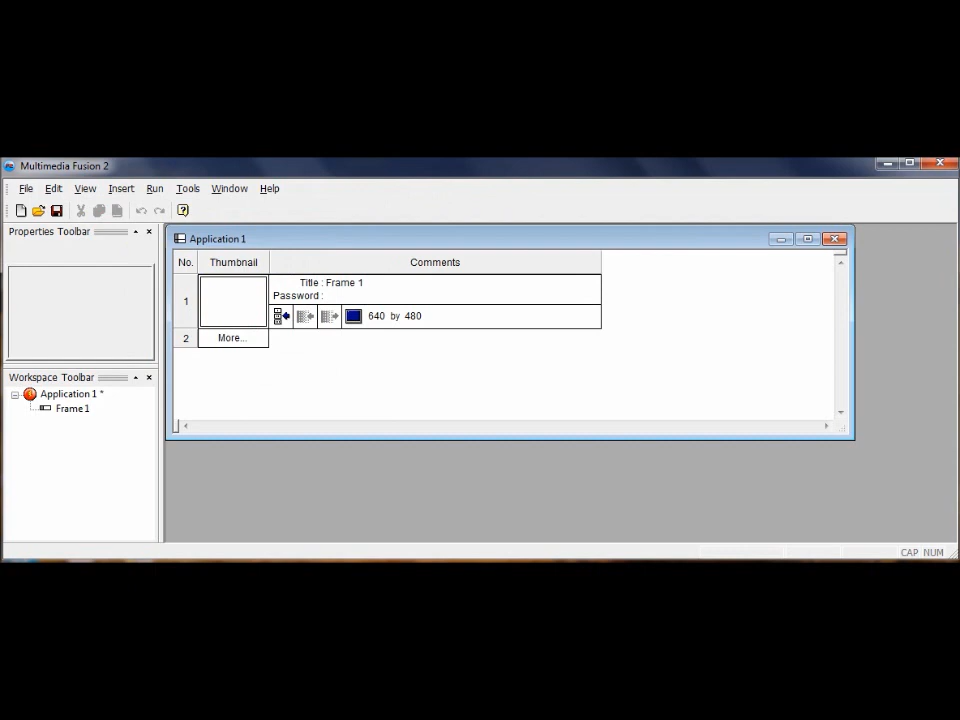 Multimedia Fusion 2
File Edit View Insert Run Tools Window Help
Properties Toolbar
Application 1
No. Thumbnail Comments
1
Title : Frame 1
Password :
640 by 480
2 More...
Workspace Toolbar
Application 1 *
Frame 1
CAP NUM